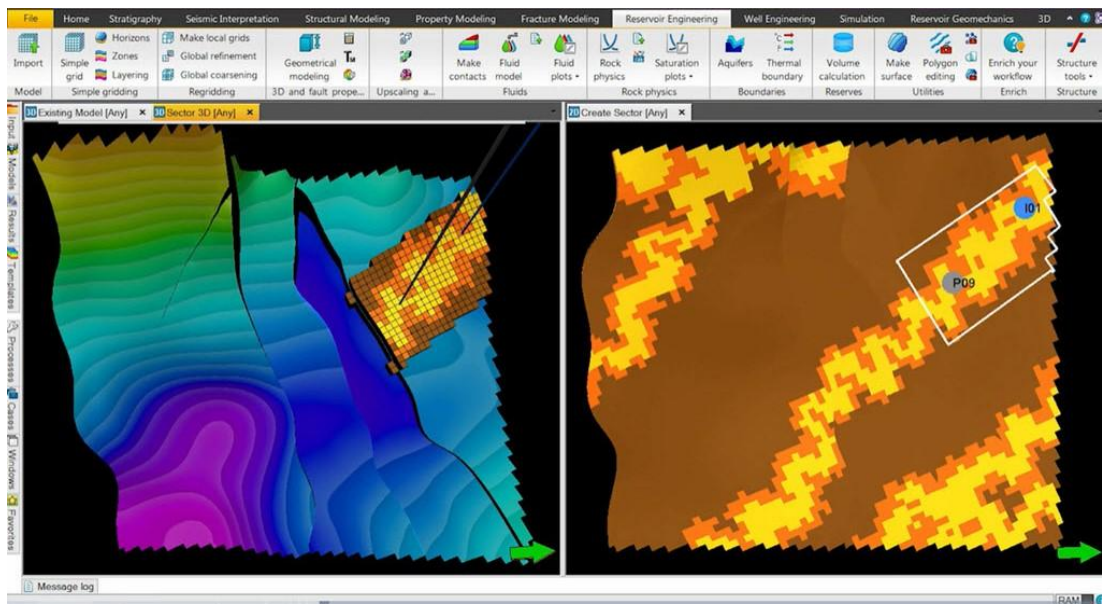 File Home Stratigraphy Seismic Interpretation Structural Modeling Property Modeling Fracture Modeling Reservoir Engineering Well Engineering Simulation Reservoir Geomechanics 3D
Import
Model
Simple grid
Horizons
Zones
Layering
Simple gridding
Make local grids
Global refinement
Global coarsening
Regridding
Geometrical modeling
3D and fault prope...
Upscaling a...
Make contacts
Fluid model
Fluid plots
Fluids
Rock physics
Saturation plots
Rock physics
Aquifers
Thermal boundary
Boundaries
Volume calculation
Reserves
Make surface
Polygon editing
Utilities
Enrich your workflow
Enrich
Structure tools
Structure
3D Existing Model [Any] 3D Sector 3D [Any]
2D Create Sector [Any]
Input
Models
Results
Templates
Processes
Cases
Windows
Favorites
I01
P09
Message log
RAM